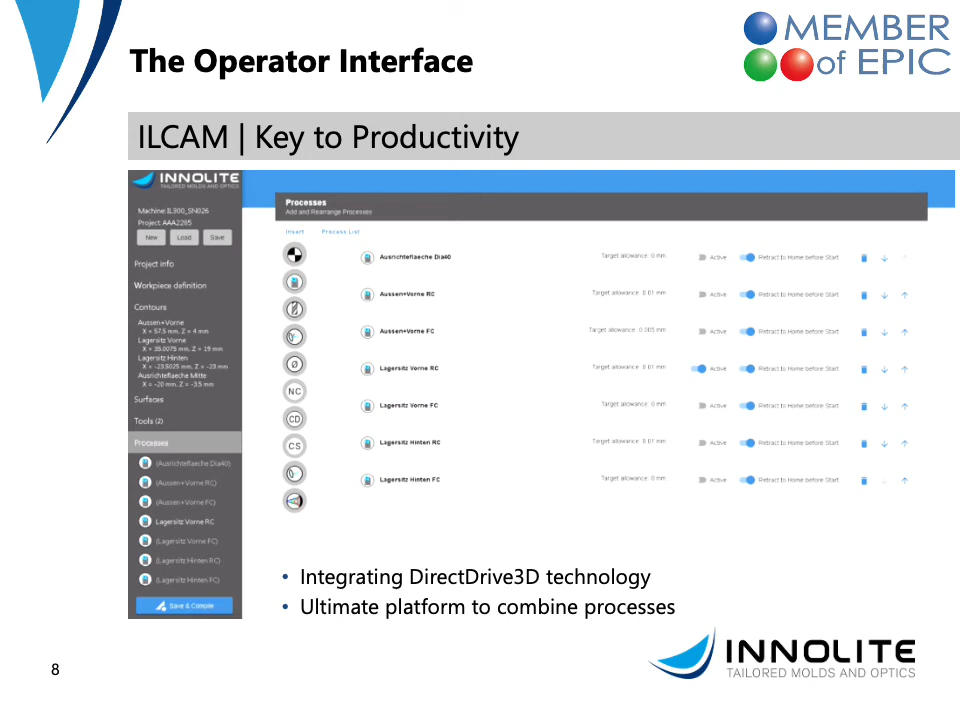 The Operator Interface
MEMBER
of EPIC
ILCAM | Key to Productivity
INNOLITE
TAILORED MOLDS AND OPTICS
Machine:IL300_SN026
Project:AAA2285
New Load Save
Project info
Workpiece definition
Contours
Aussen+Vorne
X = 57.5 mm, Z = 4 mm
Lagersitz Vorne
X = 35.0075 mm, Z = 19 mm
Lagersitz Hinten
X = -23.5025 mm, Z = -23 mm
Ausrichteflaeche Mitte
X = -20 mm, Z = -3.5 mm
Surfaces
Tools (2)
Processes
(Ausrichteflaeche Dia40)
(Aussen+Vorne RC)
(Aussen+Vorne FC)
Lagersitz Vorne RC
(Lagersitz Vorne FC)
(Lagersitz Hinten RC)
(Lagersitz Hinten FC)
Save & Compile
Processes
Add and Rearrange Processes
Insert Process List
Ausrichteflaeche Dia40 Target allowance: 0 mm Active Retract to Home before Start
Aussen+Vorne RC Target allowance: 0.01 mm Active Retract to Home before Start
Aussen+Vorne FC Target allowance: 0.005 mm Active Retract to Home before Start
Lagersitz Vorne RC Target allowance: 0.01 mm Active Retract to Home before Start
Ø
NC
Lagersitz Vorne FC Target allowance: 0 mm Active Retract to Home before Start
CD
Lagersitz Hinten RC Target allowance: 0.01 mm Active Retract to Home before Start
CS
Lagersitz Hinten FC Target allowance: 0 mm Active Retract to Home before Start
• Integrating DirectDrive3D technology
• Ultimate platform to combine processes
8
INNOLITE
TAILORED MOLDS AND OPTICS